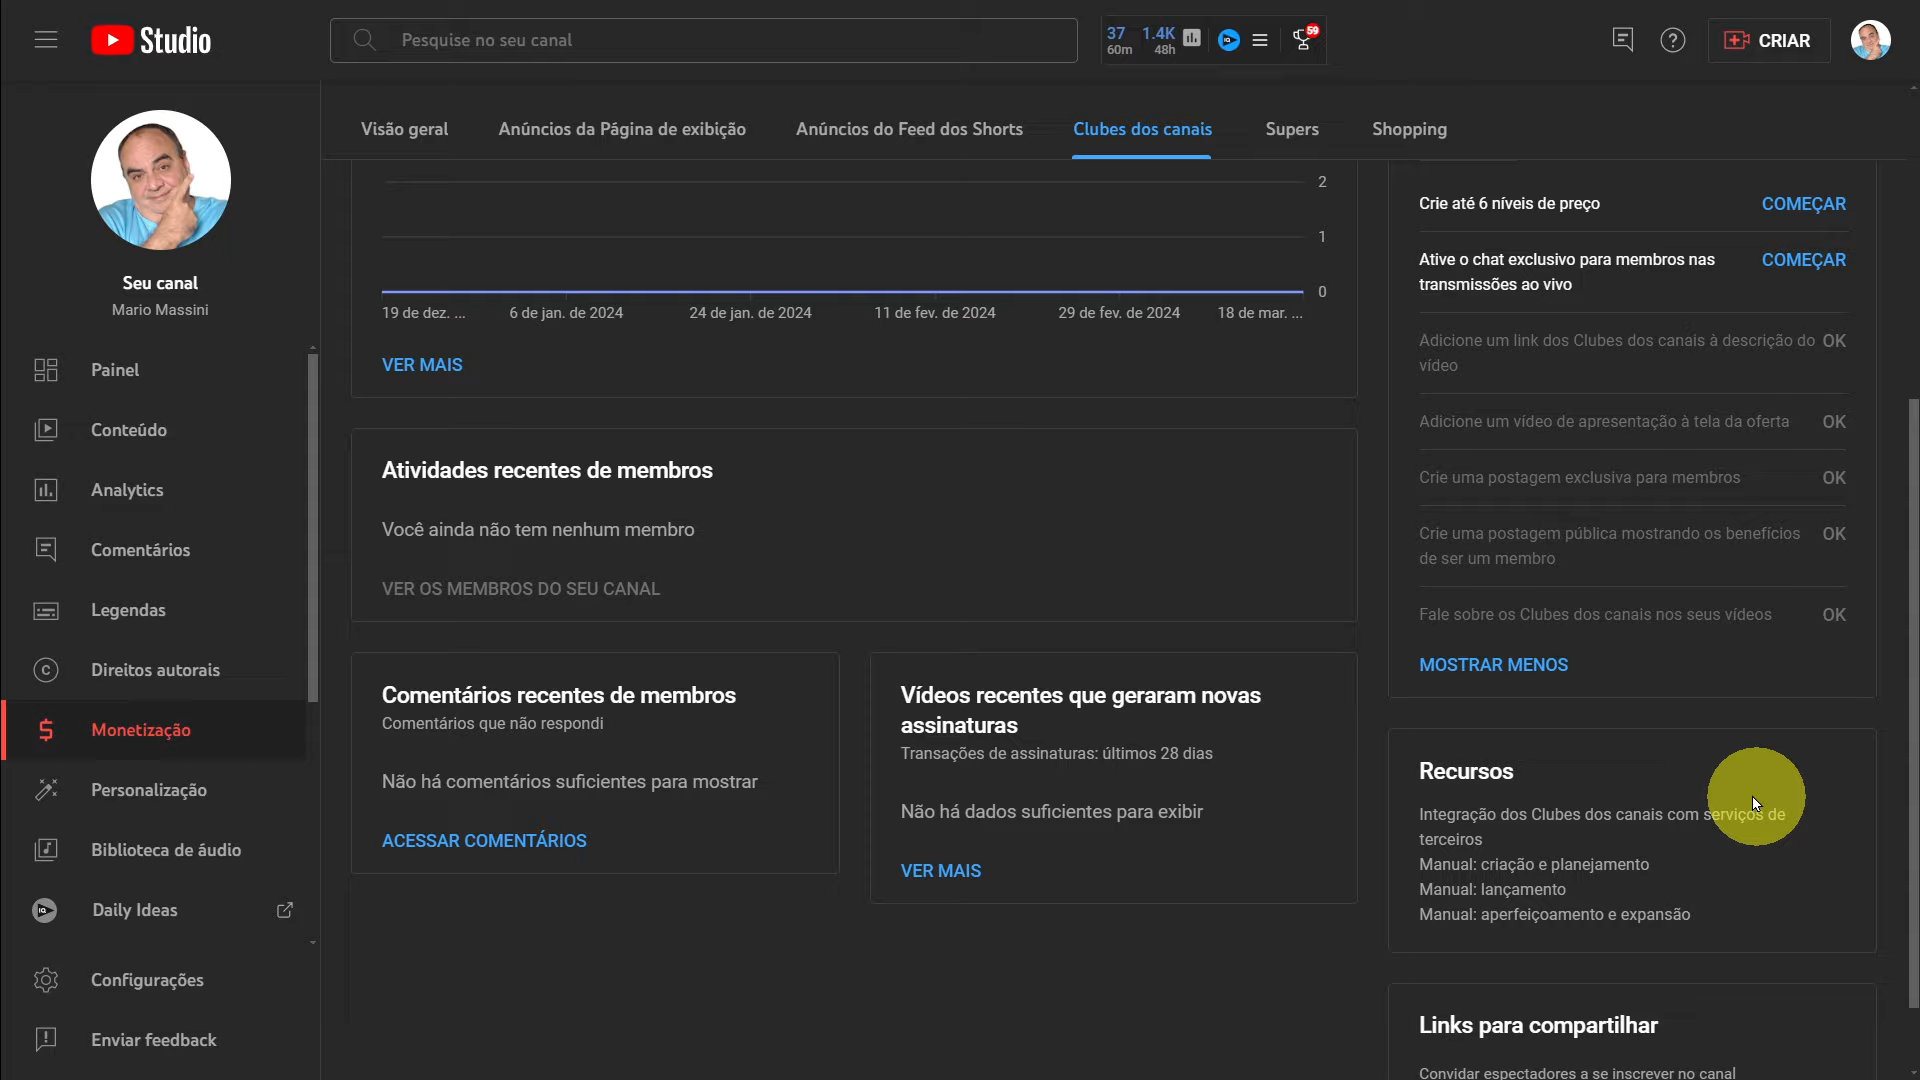 Studio
Pesquise no seu canal
37
60m
1.4K
48h
59
CRIAR
Seu canal
Mario Massini
Painel
Conteúdo
Analytics
Comentários
Legendas
Direitos autorais
Monetização
Personalização
Biblioteca de áudio
Daily Ideas
Configurações
Enviar feedback
Visão geral
Anúncios da Página de exibição
Anúncios do Feed dos Shorts
Clubes dos canais
Supers
Shopping
2
1
0
19 de dez. ...
6 de jan. de 2024
24 de jan. de 2024
11 de fev. de 2024
29 de fev. de 2024
18 de mar. ...
VER MAIS
Atividades recentes de membros
Você ainda não tem nenhum membro
VER OS MEMBROS DO SEU CANAL
Comentários recentes de membros
Comentários que não respondi
Não há comentários suficientes para mostrar
ACESSAR COMENTÁRIOS
Vídeos recentes que geraram novas
assinaturas
Transações de assinaturas: últimos 28 dias
Não há dados suficientes para exibir
VER MAIS
Crie até 6 níveis de preço
COMEÇAR
Ative o chat exclusivo para membros nas
transmissões ao vivo
COMEÇAR
Adicione um link dos Clubes dos canais à descrição do
vídeo
OK
Adicione um vídeo de apresentação à tela da oferta
OK
Crie uma postagem exclusiva para membros
OK
Crie uma postagem pública mostrando os benefícios
de ser um membro
OK
Fale sobre os Clubes dos canais nos seus vídeos
OK
MOSTRAR MENOS
Recursos
Integração dos Clubes dos canais com serviços de
terceiros
Manual: criação e planejamento
Manual: lançamento
Manual: aperfeiçoamento e expansão
Links para compartilhar
Convidar espectadores a se inscrever no canal